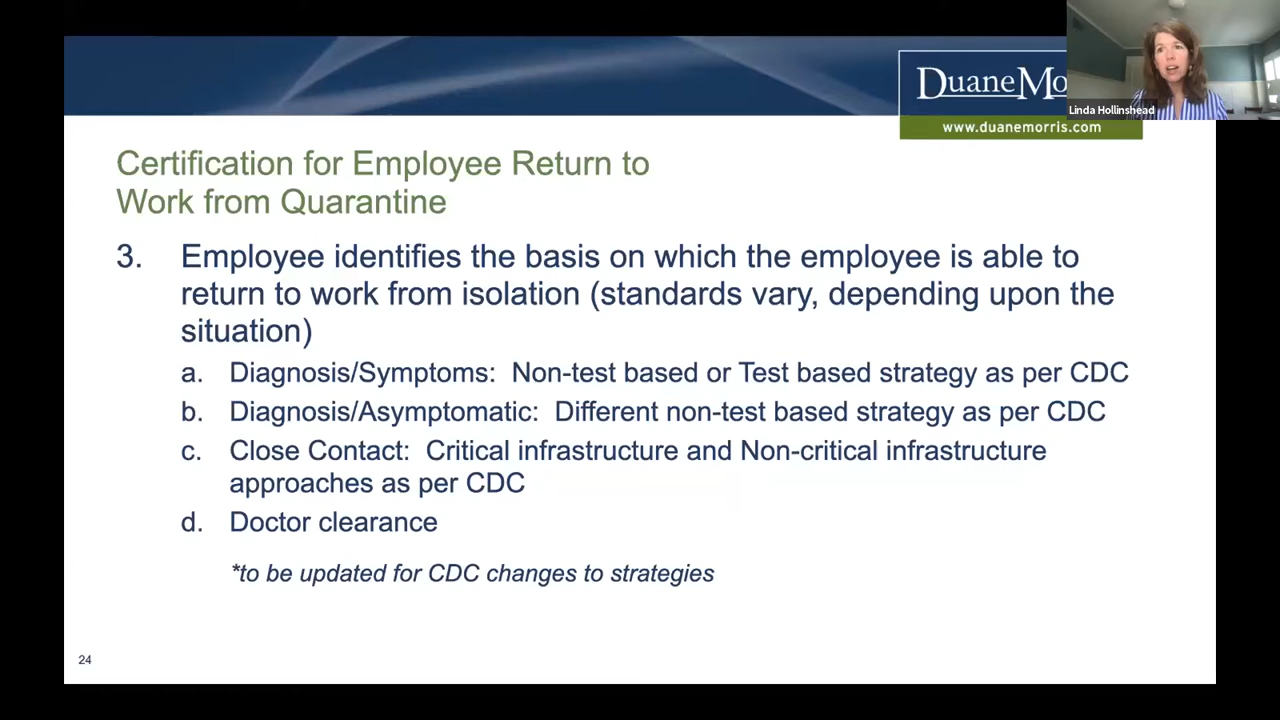 DuaneMo
Linda Hollinshead
www.duanemorris.com
Certification for Employee Return to
Work from Quarantine
3. Employee identifies the basis on which the employee is able to
return to work from isolation (standards vary, depending upon the
situation)
a. Diagnosis/Symptoms: Non-test based or Test based strategy as per CDC
b. Diagnosis/Asymptomatic: Different non-test based strategy as per CDC
c. Close Contact: Critical infrastructure and Non-critical infrastructure
approaches as per CDC
d. Doctor clearance
*to be updated for CDC changes to strategies
24